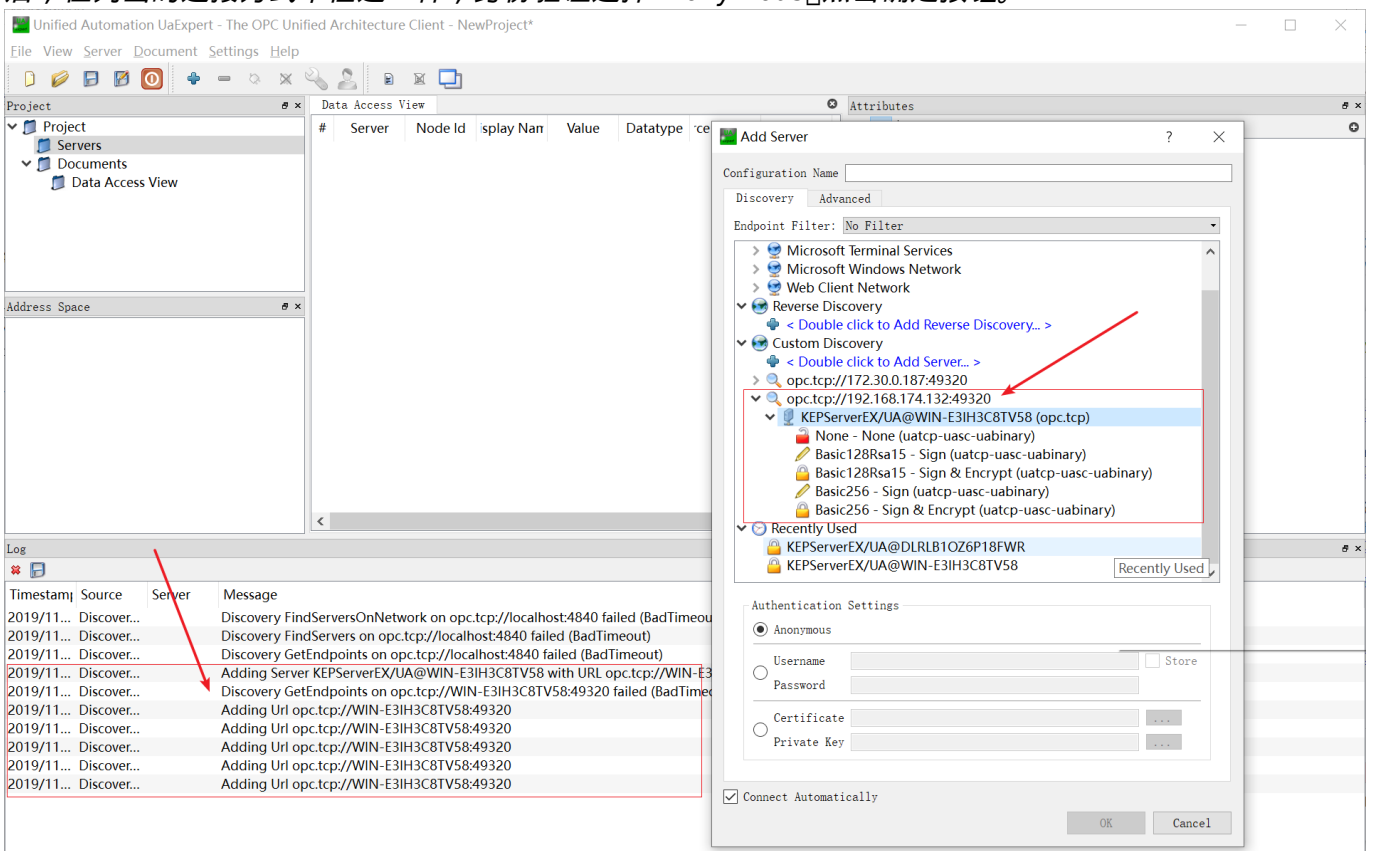 Unified Automation UaExpert - The OPC Unified Architecture Client - NewProject*
File View Server Document Settings Help
Project
Project
Servers
Documents
Data Access View
Address Space
Data Access View
# Server Node Id Value Datatype
Attributes
Add Server
Configuration Name
Discovery Advanced
Endpoint Filter: No Filter
Microsoft Terminal Services
Microsoft Windows Network
Web Client Network
Reverse Discovery
< Double click to Add Reverse Discovery... >
Custom Discovery
< Double click to Add Server... >
opc.tcp://172.30.0.187:49320
opc.tcp://192.168.174.132:49320
KEPServerEX/UA@WIN-E3IH3C8TV58 (opc.tcp)
None - None (uatcp-uasc-uabinary)
Basic128Rsa15 - Sign (uatcp-uasc-uabinary)
Basic128Rsa15 - Sign & Encrypt (uatcp-uasc-uabinary)
Basic256 - Sign (uatcp-uasc-uabinary)
Basic256 - Sign & Encrypt (uatcp-uasc-uabinary)
Recently Used
KEPServerEX/UA@DLRLB1OZ6P18FWR
KEPServerEX/UA@WIN-E3IH3C8TV58
Recently Used
Authentication Settings
Anonymous
Username Store
Password
Certificate ...
Private Key ...
Connect Automatically
OK Cancel
Log
Timestamp Source Server Message
2019/11... Discover... Discovery FindServersOnNetwork on opc.tcp://localhost:4840 failed (BadTimeou
2019/11... Discover... Discovery FindServers on opc.tcp://localhost:4840 failed (BadTimeout)
2019/11... Discover... Discovery GetEndpoints on opc.tcp://localhost:4840 failed (BadTimeout)
2019/11... Discover... Adding Server KEPServerEX/UA@WIN-E3IH3C8TV58 with URL opc.tcp://WIN-E3
2019/11... Discover... Discovery GetEndpoints on opc.tcp://WIN-E3IH3C8TV58:49320 failed (BadTimeo
2019/11... Discover... Adding Url opc.tcp://WIN-E3IH3C8TV58:49320
2019/11... Discover... Adding Url opc.tcp://WIN-E3IH3C8TV58:49320
2019/11... Discover... Adding Url opc.tcp://WIN-E3IH3C8TV58:49320
2019/11... Discover... Adding Url opc.tcp://WIN-E3IH3C8TV58:49320
2019/11... Discover... Adding Url opc.tcp://WIN-E3IH3C8TV58:49320